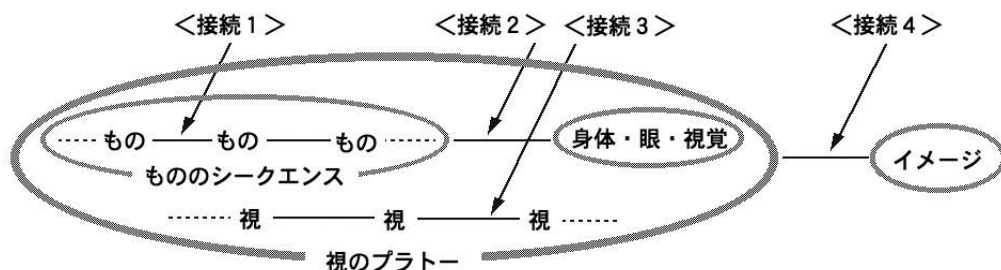 <接続1> <接続2> <接続3> <接続4>
もの もの もの 身体・眼・視覚 イメージ
もののシークエンス
視 視 視
視のプラトー